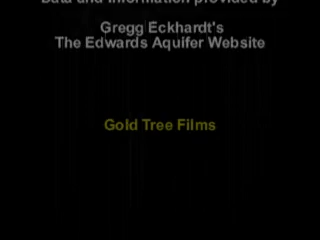 Data and information provided by
Gregg Eckhardt's
The Edwards Aquifer Website
Gold Tree Films